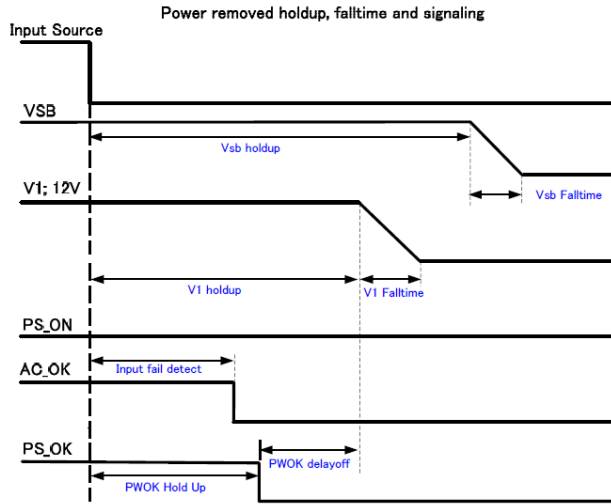 Power removed holdup, falltime and signaling
Input Source
VSB
Vsb holdup
Vsb Falltime
V1; 12V
V1 holdup
V1 Falltime
PS_ON
Input fail detect
AC_OK
PS_OK
PWOK delayoff
PWOK Hold Up